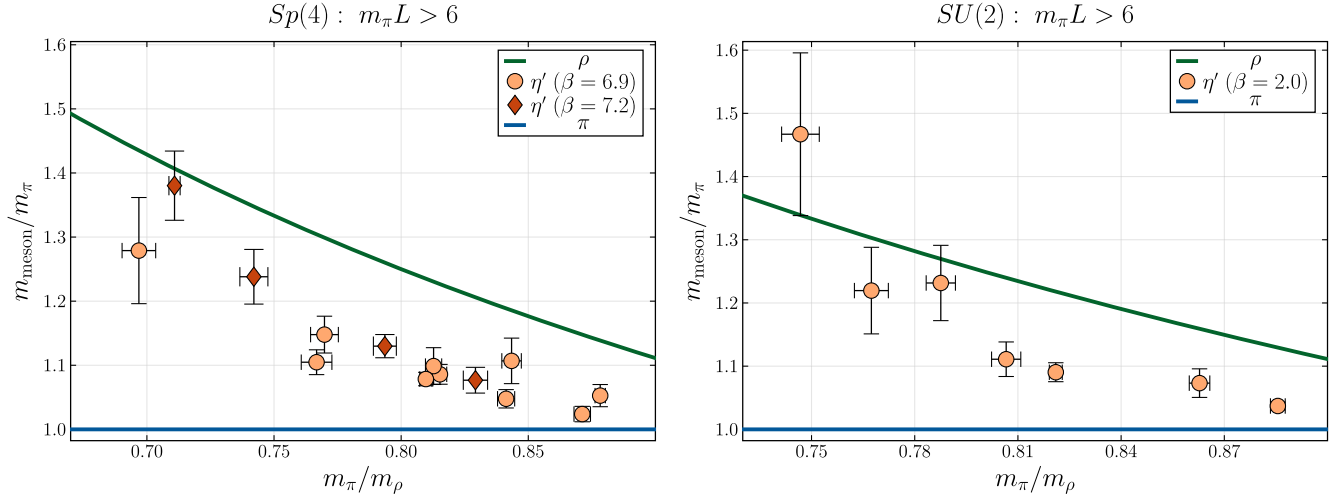 Sp(4) : m_π L > 6
1.6
1.5
1.4
1.3
1.2
1.1
1.0
m_meson/m_π
0.70 0.75 0.80 0.85
m_π/m_ρ
ρ
η′ (β = 6.9)
η′ (β = 7.2)
π
SU(2) : m_π L > 6
1.6
1.5
1.4
1.3
1.2
1.1
1.0
m_meson/m_π
0.75 0.78 0.81 0.84 0.87
m_π/m_ρ
ρ
η′ (β = 2.0)
π